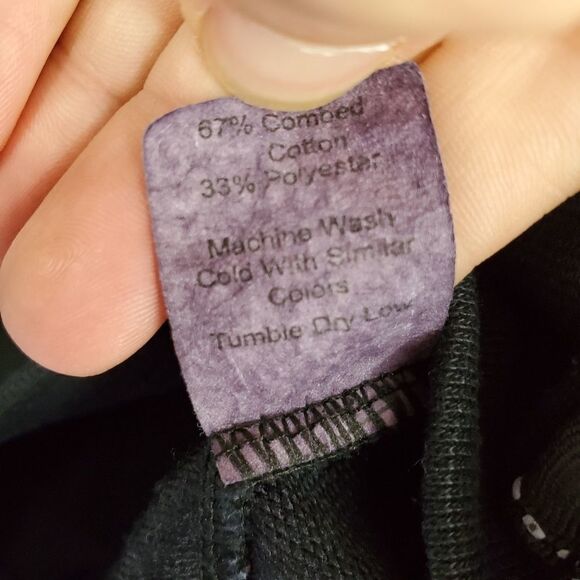 67% Combed
Cotton
33% Polyester
Machine Wash
Cold With Similar
Colors
Tumble Dry Low